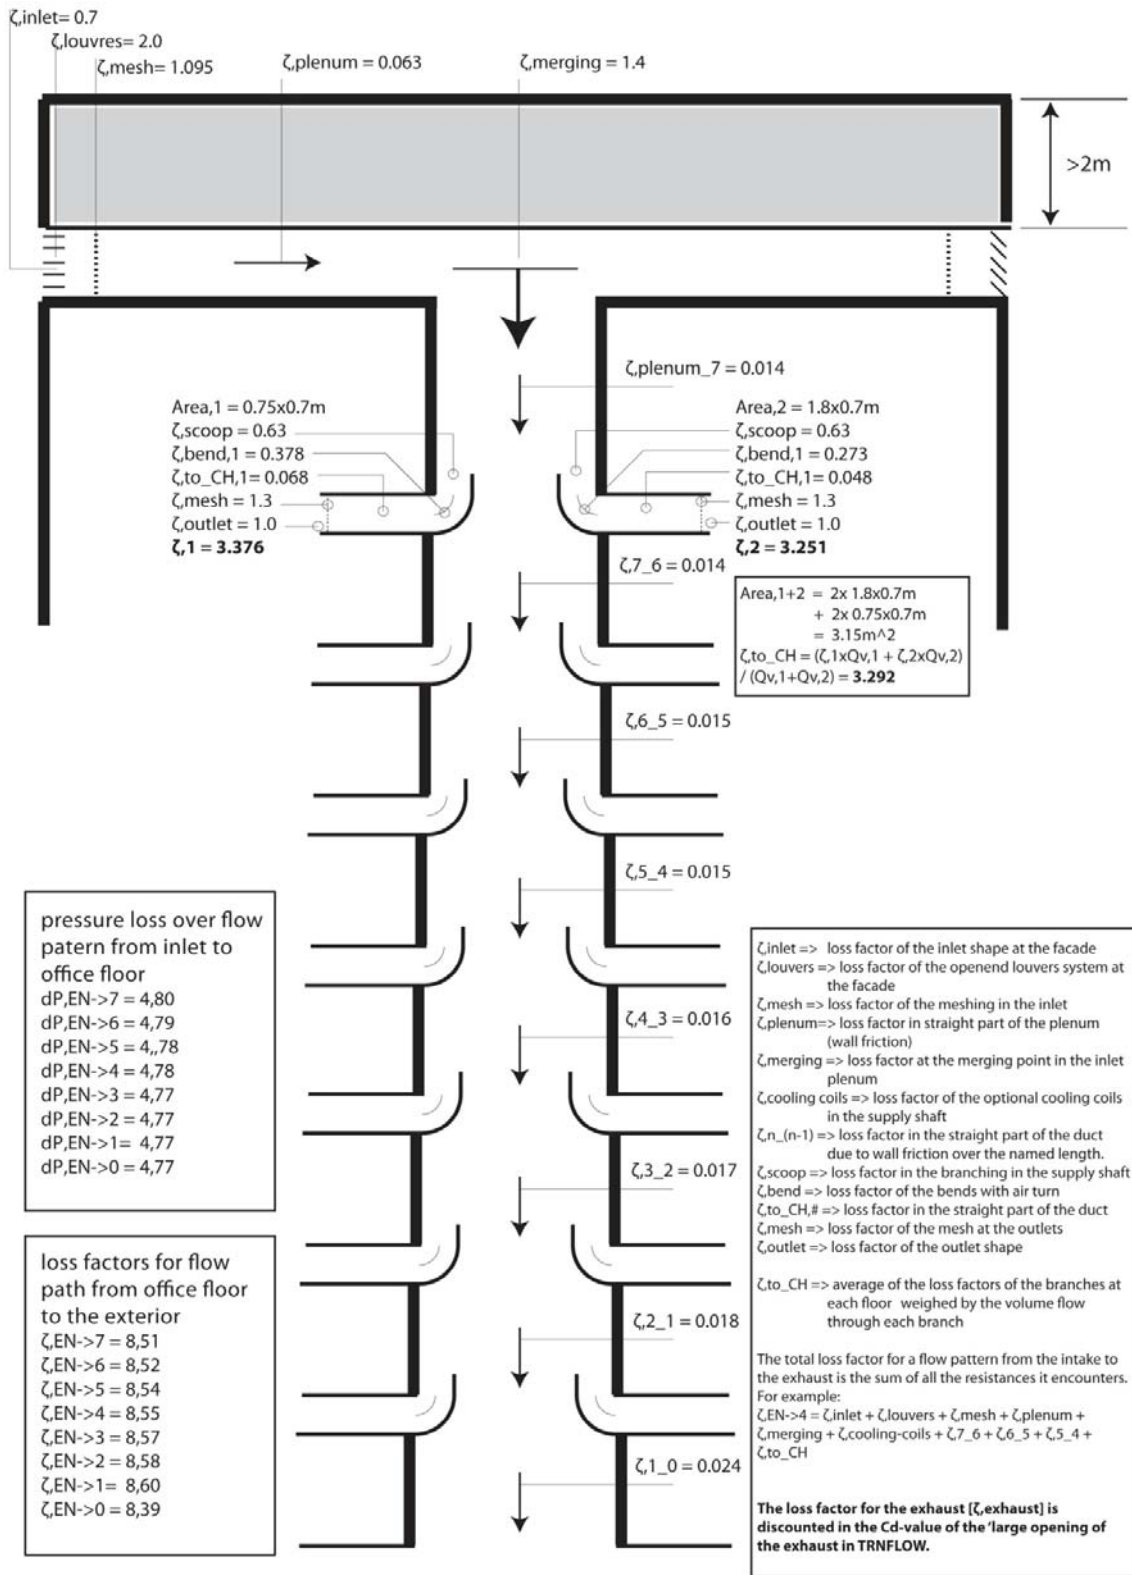 ζ,inlet= 0.7
ζ,louvres= 2.0
ζ,mesh= 1.095
ζ,plenum = 0.063
ζ,merging = 1.4
>2m
ζ,plenum_7 = 0.014
Area,1 = 0.75x0.7m
ζ,scoop = 0.63
ζ,bend,1 = 0.378
ζ,to_CH,1= 0.068
ζ,mesh = 1.3
ζ,outlet = 1.0
ζ,1 = 3.376
Area,2 = 1.8x0.7m
ζ,scoop = 0.63
ζ,bend,1 = 0.273
ζ,to_CH,1 = 0.048
ζ,mesh = 1.3
ζ,outlet = 1.0
ζ,2 = 3.251
ζ,7_6 = 0.014
Area,1+2 = 2x 1.8x0.7m
+ 2x 0.75x0.7m
= 3.15m^2
ζ,to_CH = (ζ,1xQv,1 + ζ,2xQv,2)
/ (Qv,1+Qv,2) = 3.292
ζ,6_5 = 0.015
ζ,5_4 = 0.015
ζ,4_3 = 0.016
ζ,3_2 = 0.017
ζ,2_1 = 0.018
ζ,1_0 = 0.024
pressure loss over flow
patern from inlet to
office floor
dP,EN->7 = 4,80
dP,EN->6 = 4,79
dP,EN->5 = 4,,78
dP,EN->4 = 4,78
dP,EN->3 = 4,77
dP,EN->2 = 4,77
dP,EN->1= 4,77
dP,EN->0 = 4,77
loss factors for flow
path from office floor
to the exterior
ζ,EN->7 = 8,51
ζ,EN->6 = 8,52
ζ,EN->5 = 8,54
ζ,EN->4 = 8,55
ζ,EN->3 = 8,57
ζ,EN->2 = 8,58
ζ,EN->1= 8,60
ζ,EN->0 = 8,39
ζ,inlet => loss factor of the inlet shape at the facade
ζ,louvers => loss factor of the openend louvers system at
the facade
ζ,mesh => loss factor of the meshing in the inlet
ζ,plenum=> loss factor in straight part of the plenum
(wall friction)
ζ,merging => loss factor at the merging point in the inlet
plenum
ζ,cooling coils => loss factor of the optional cooling coils
in the supply shaft
ζ,n_(n-1) => loss factor in the straight part of the duct
due to wall friction over the named length.
ζ,scoop => loss factor in the branching in the supply shaft
ζ,bend => loss factor of the bends with air turn
ζ,to_CH,# => loss factor in the straight part of the duct
ζ,mesh => loss factor of the mesh at the outlets
ζ,outlet => loss factor of the outlet shape
ζ,to_CH => average of the loss factors of the branches at
each floor weighed by the volume flow
through each branch
The total loss factor for a flow pattern from the intake to
the exhaust is the sum of all the resistances it encounters.
For example:
ζ,EN->4 = ζ,inlet + ζ,louvers + ζ,mesh + ζ,plenum +
ζ,merging + ζ,cooling-coils + ζ,7_6 + ζ,6_5 + ζ,5_4 +
ζ,to_CH
The loss factor for the exhaust [ζ,exhaust] is
discounted in the Cd-value of the 'large opening of
the exhaust in TRNFLOW.